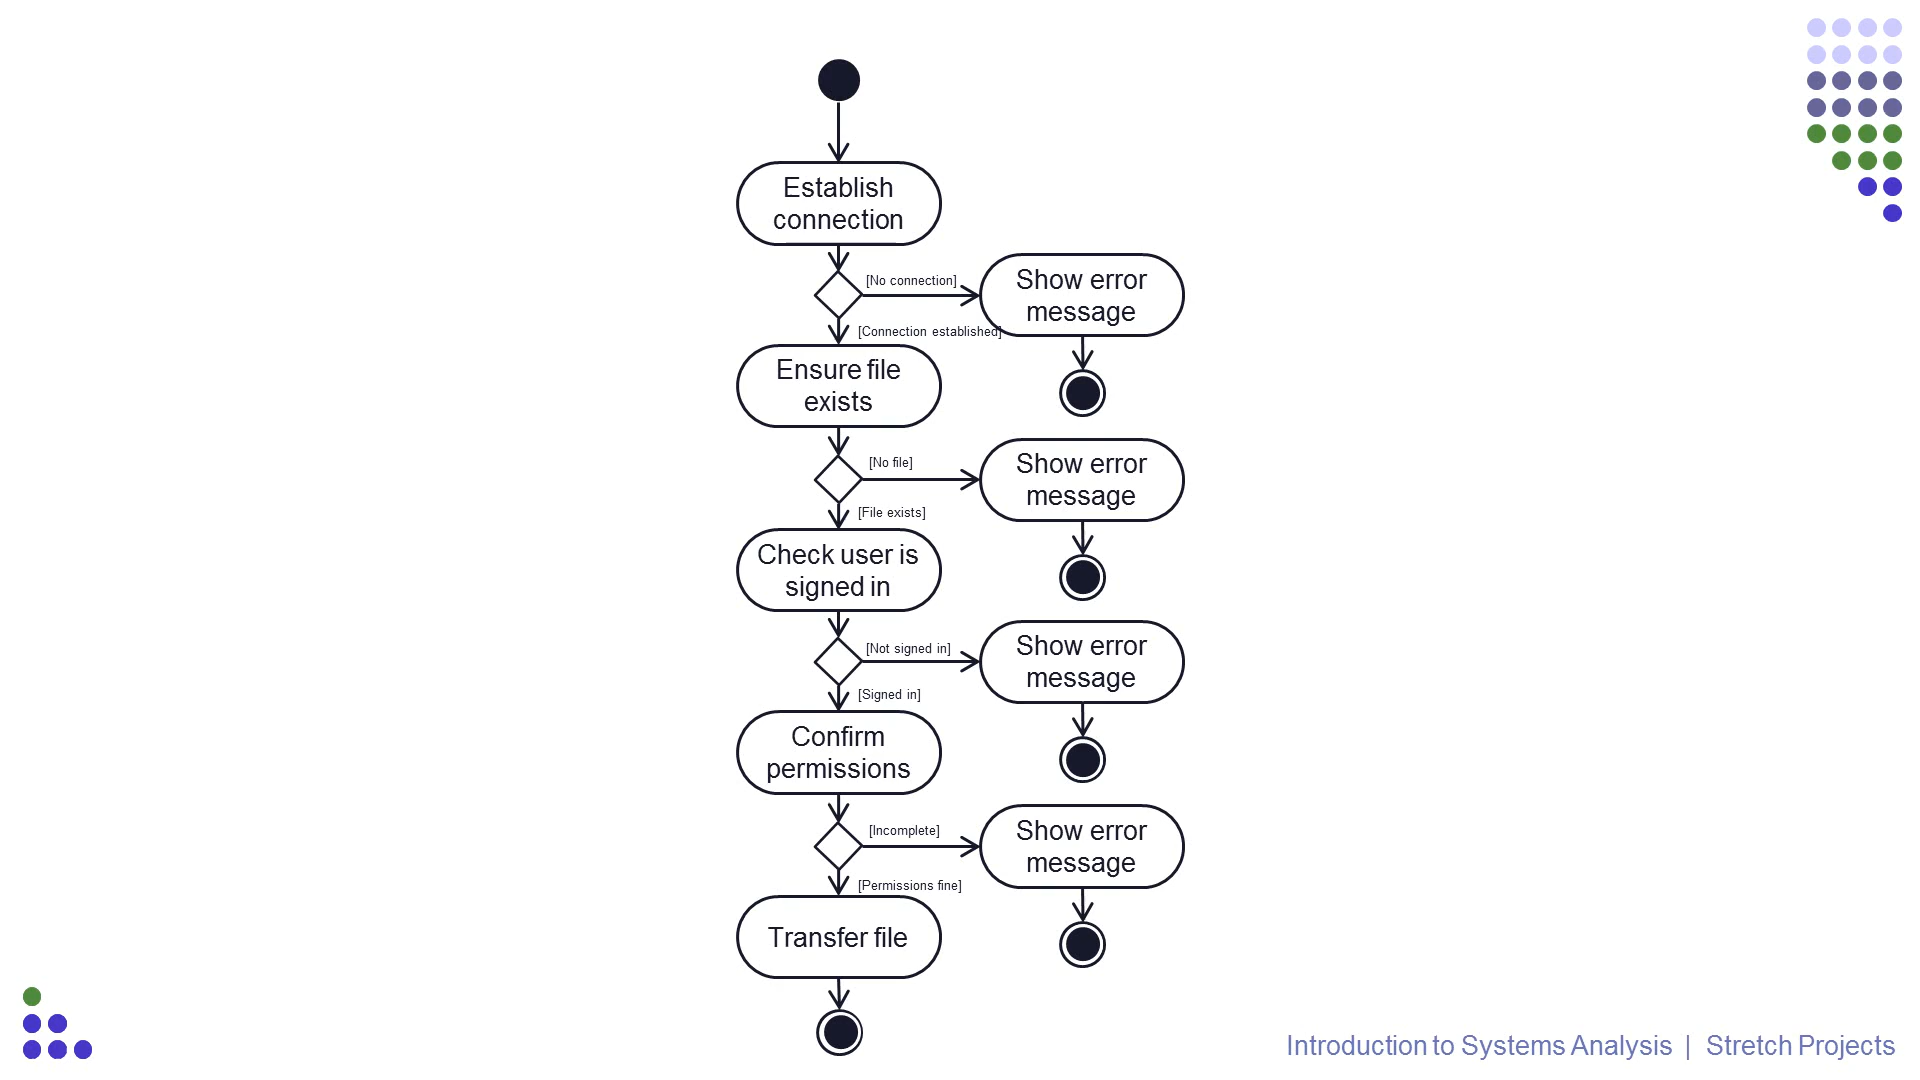 Establish
connection
[No connection]
Show error
message
[Connection established]
Ensure file
exists
[No file]
Show error
message
[File exists]
Check user is
signed in
[Not signed in]
Show error
message
[Signed in]
Confirm
permissions
[Incomplete]
Show error
message
[Permissions fine]
Transfer file
Introduction to Systems Analysis | Stretch Projects